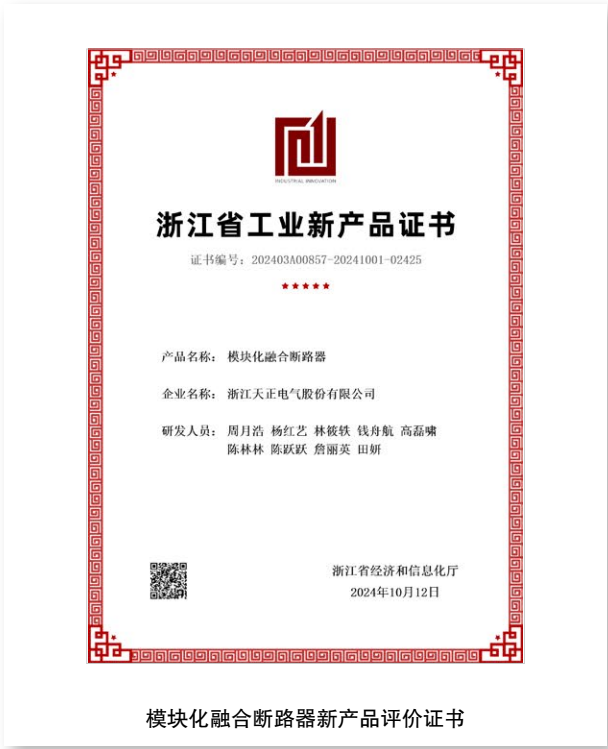 INDUSTRIAL INNOVATION
浙江省工业新产品证书
证书编号：202403A00857-20241001-02425
产品名称： 模块化融合断路器
企业名称： 浙江天正电气股份有限公司
研发人员： 周月浩 杨红艺 林筱轶 钱舟航 高磊啸
陈林林 陈跃跃 詹丽英 田妍
浙江省经济和信息化厅
2024年10月12日
模块化融合断路器新产品评价证书